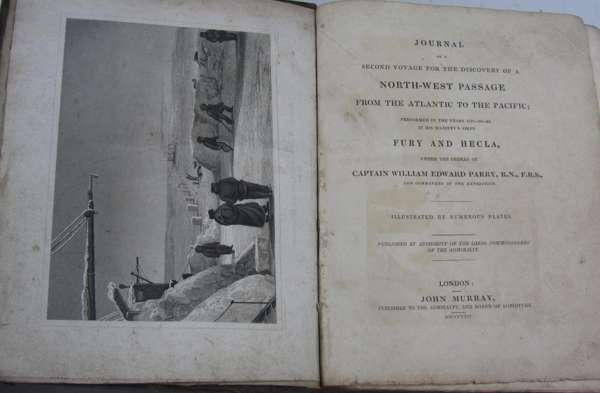 JOURNAL
OF A
SECOND VOYAGE FOR THE DISCOVERY OF A
NORTH-WEST PASSAGE
FROM THE ATLANTIC TO THE PACIFIC;
PERFORMED IN THE YEARS
IN HIS MAJESTY'S SHIPS
FURY AND HECLA,
UNDER THE ORDERS OF
CAPTAIN WILLIAM EDWARD PARRY, R.N., F.R.S.,
AND COMMANDER OF THE EXPEDITION.
ILLUSTRATED BY NUMEROUS PLATES.
PUBLISHED BY AUTHORITY OF THE LORDS COMMISSIONERS
OF THE ADMIRALTY.
LONDON:
JOHN MURRAY,
PUBLISHER TO THE ADMIRALTY, AND BOARD OF LONGITUDE.